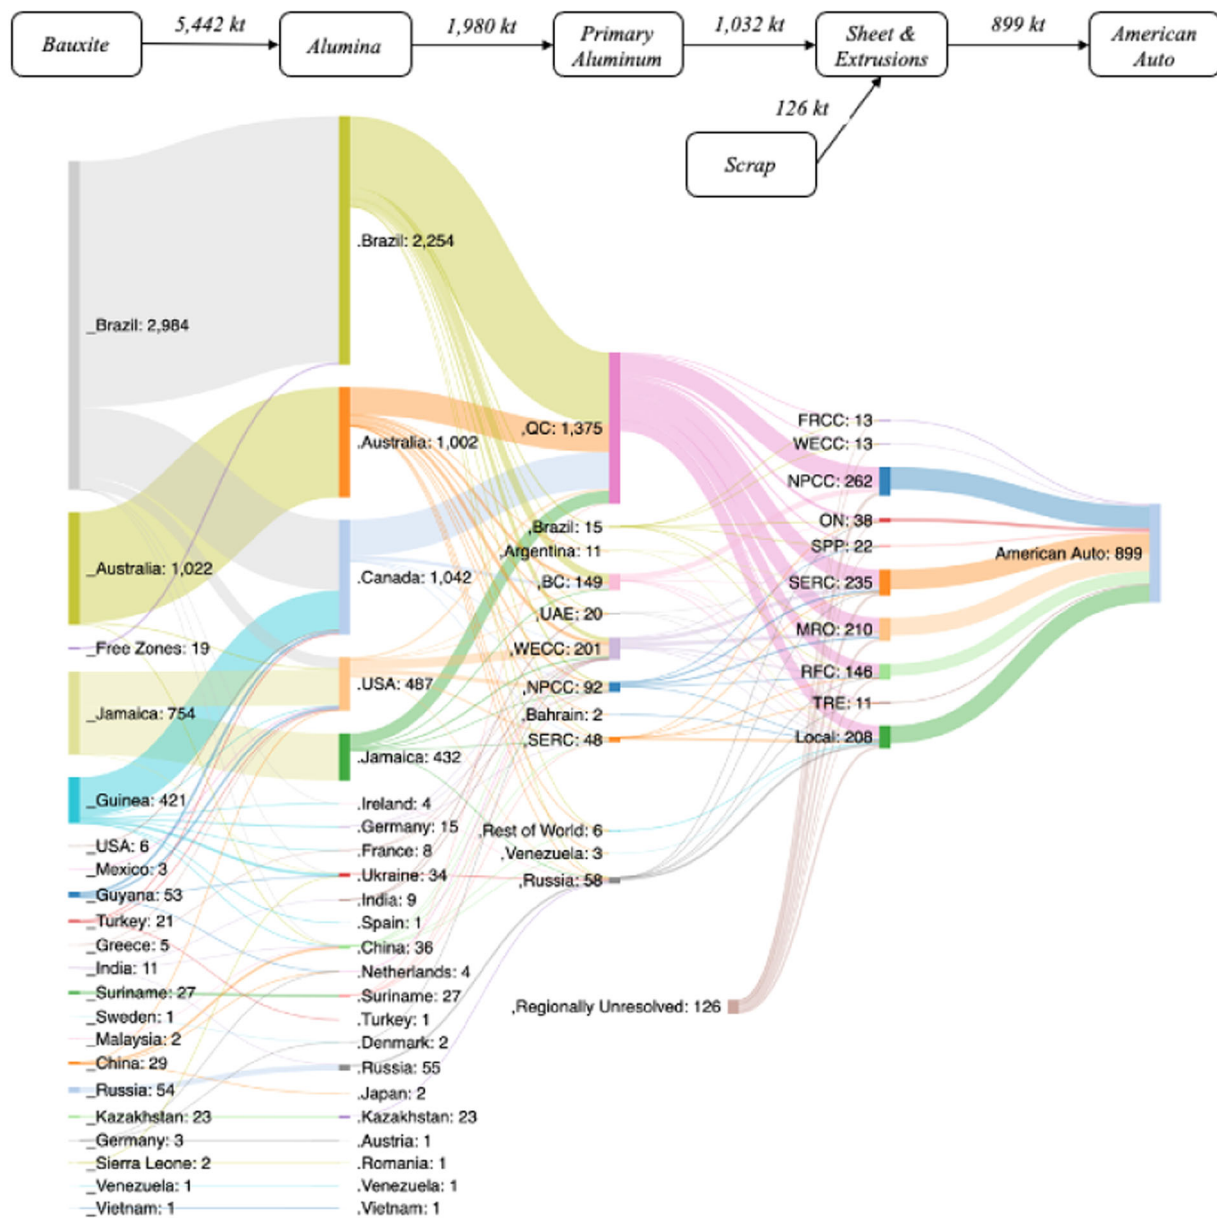 5,442 kt
1,980 kt
1,032 kt
899 kt
Bauxite
Alumina
Primary
Aluminum
Sheet &
Extrusions
American
Auto
126 kt
Scrap
_Brazil: 2,984
_Australia: 1,022
_Free Zones: 19
_Jamaica: 754
_Guinea: 421
_USA: 6
_Mexico: 3
_Guyana: 53
_Turkey: 21
_Greece: 5
_India: 11
_Suriname: 27
_Sweden: 1
_Malaysia: 2
_China: 29
_Russia: 54
_Kazakhstan: 23
_Germany: 3
_Sierra Leone: 2
_Venezuela: 1
_Vietnam: 1
.Brazil: 2,254
.Australia: 1,002
.Canada: 1,042
.USA: 487
.Jamaica: 432
.Ireland: 4
.Germany: 15
.France: 8
.Ukraine: 34
.India: 9
.Spain: 1
.China: 36
.Netherlands: 4
.Suriname: 27
.Turkey: 1
.Denmark: 2
.Russia: 55
.Japan: 2
.Kazakhstan: 23
.Austria: 1
.Romania: 1
.Venezuela: 1
.Vietnam: 1
,QC: 1,375
,Brazil: 15
,Argentina: 11
,BC: 149
,UAE: 20
,WECC: 201
,NPCC: 92
,Bahrain: 2
,SERC: 48
,Rest of World: 6
,Venezuela: 3
,Russia: 58
,Regionally Unresolved: 126
FRCC: 13
WECC: 13
NPCC: 262
ON: 38
SPP: 22
SERC: 235
MRO: 210
RFC: 146
TRE: 11
Local: 208
American Auto: 899